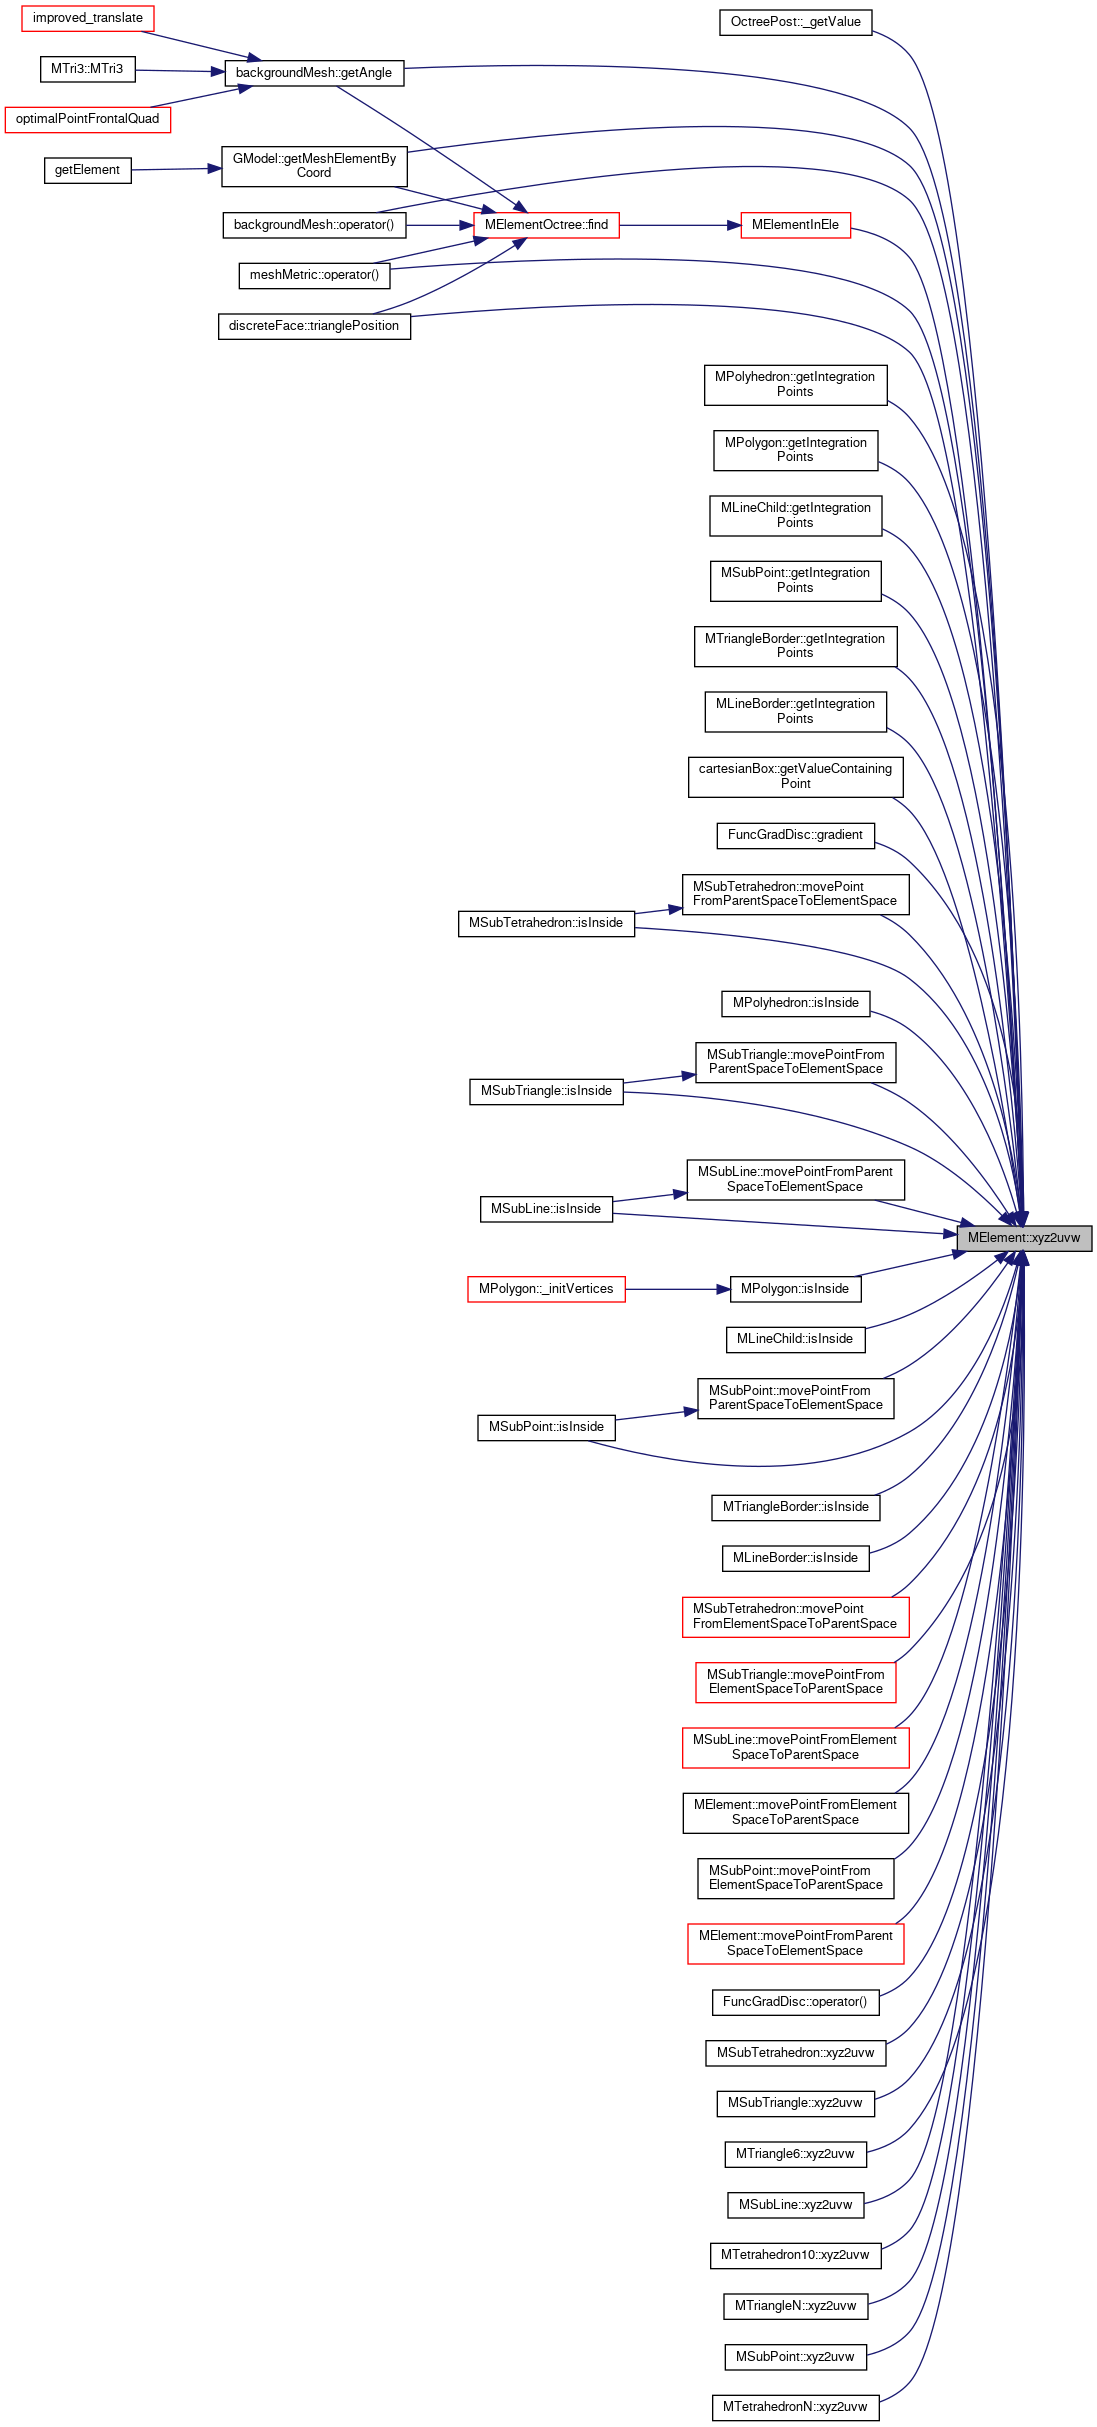 improved_translate
MTri3::MTri3
optimalPointFrontalQuad
getElement
backgroundMesh::getAngle
GModel::getMeshElementBy
Coord
backgroundMesh::operator()
meshMetric::operator()
discreteFace::trianglePosition
MElementOctree::find
MElementInEle
OctreePost::_getValue
MPolyhedron::getIntegration
Points
MPolygon::getIntegration
Points
MLineChild::getIntegration
Points
MSubPoint::getIntegration
Points
MTriangleBorder::getIntegration
Points
MLineBorder::getIntegration
Points
cartesianBox::getValueContaining
Point
FuncGradDisc::gradient
MSubTetrahedron::movePoint
FromParentSpaceToElementSpace
MSubTetrahedron::isInside
MPolyhedron::isInside
MSubTriangle::movePointFrom
ParentSpaceToElementSpace
MSubTriangle::isInside
MSubLine::movePointFromParent
SpaceToElementSpace
MSubLine::isInside
MElement::xyz2uvw
MPolygon::_initVertices
MPolygon::isInside
MLineChild::isInside
MSubPoint::movePointFrom
ParentSpaceToElementSpace
MSubPoint::isInside
MTriangleBorder::isInside
MLineBorder::isInside
MSubTetrahedron::movePoint
FromElementSpaceToParentSpace
MSubTriangle::movePointFrom
ElementSpaceToParentSpace
MSubLine::movePointFromElement
SpaceToParentSpace
MElement::movePointFromElement
SpaceToParentSpace
MSubPoint::movePointFrom
ElementSpaceToParentSpace
MElement::movePointFromParent
SpaceToElementSpace
FuncGradDisc::operator()
MSubTetrahedron::xyz2uvw
MSubTriangle::xyz2uvw
MTriangle6::xyz2uvw
MSubLine::xyz2uvw
MTetrahedron10::xyz2uvw
MTriangleN::xyz2uvw
MSubPoint::xyz2uvw
MTetrahedronN::xyz2uvw